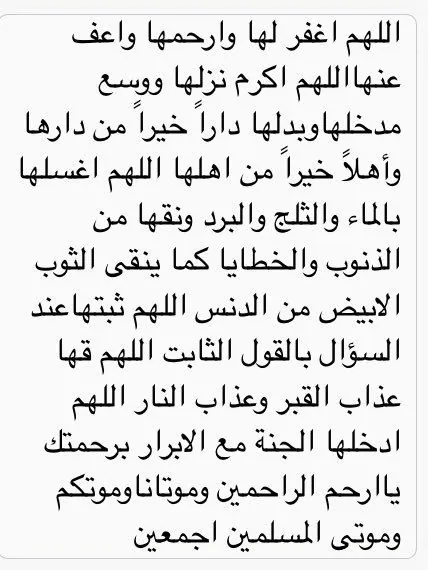 اللهم اغفر لها وارحمها واعف
عنهااللهم اكرم نزلها ووسع
مدخلهاوبدلها داراً خيراً من دارها
وأهلاً خيراً من اهلها اللهم اغسلها
بالماء والثلج والبرد ونقها من
الذنوب والخطايا كما ينقى الثوب
الابيض من الدنس اللهم ثبتهاعند
السؤال بالقول الثابت اللهم قها
عذاب القبر وعذاب النار اللهم
ادخلها الجنة مع الابرار برحمتك
ياارحم الراحمين وموتاناوموتكم
وموتى المسلمين اجمعين